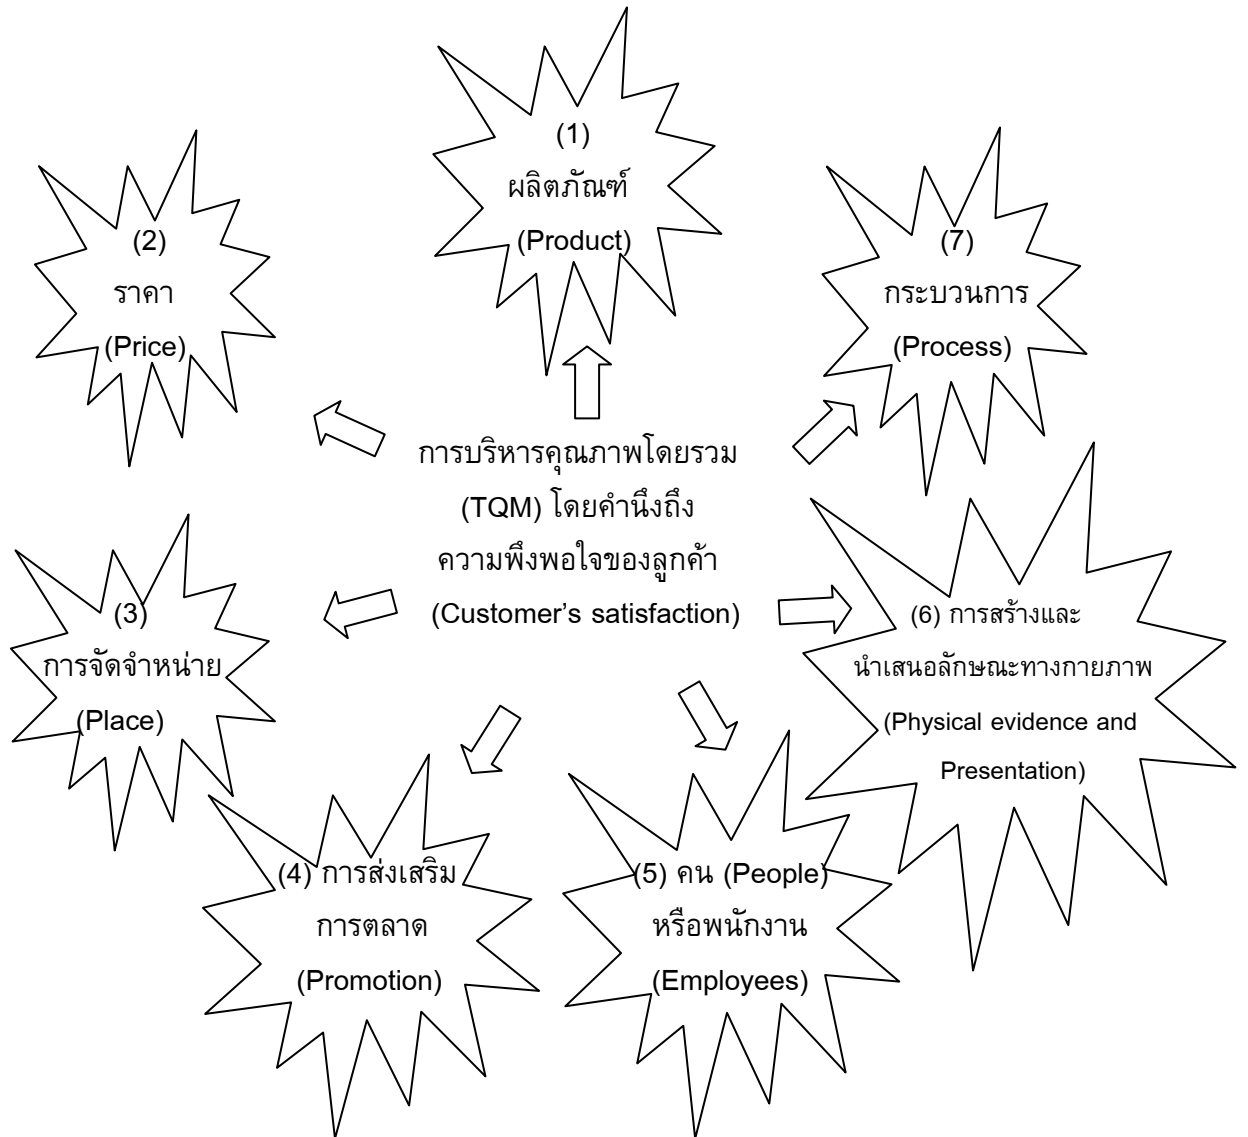 (1)
ผลิตภัณฑ์
(Product)
(2)
ราคา
(Price)
(7)
กระบวนการ
(Process)
การบริหารคุณภาพโดยรวม
(TQM) โดยคำนึงถึง
ความพึงพอใจของลูกค้า
(Customer’s satisfaction)
(3)
การจัดจำหน่าย
(Place)
(6) การสร้างและ
นำเสนอลักษณะทางกายภาพ
(Physical evidence and
Presentation)
(4) การส่งเสริม
การตลาด
(Promotion)
(5) คน (People)
หรือพนักงาน
(Employees)